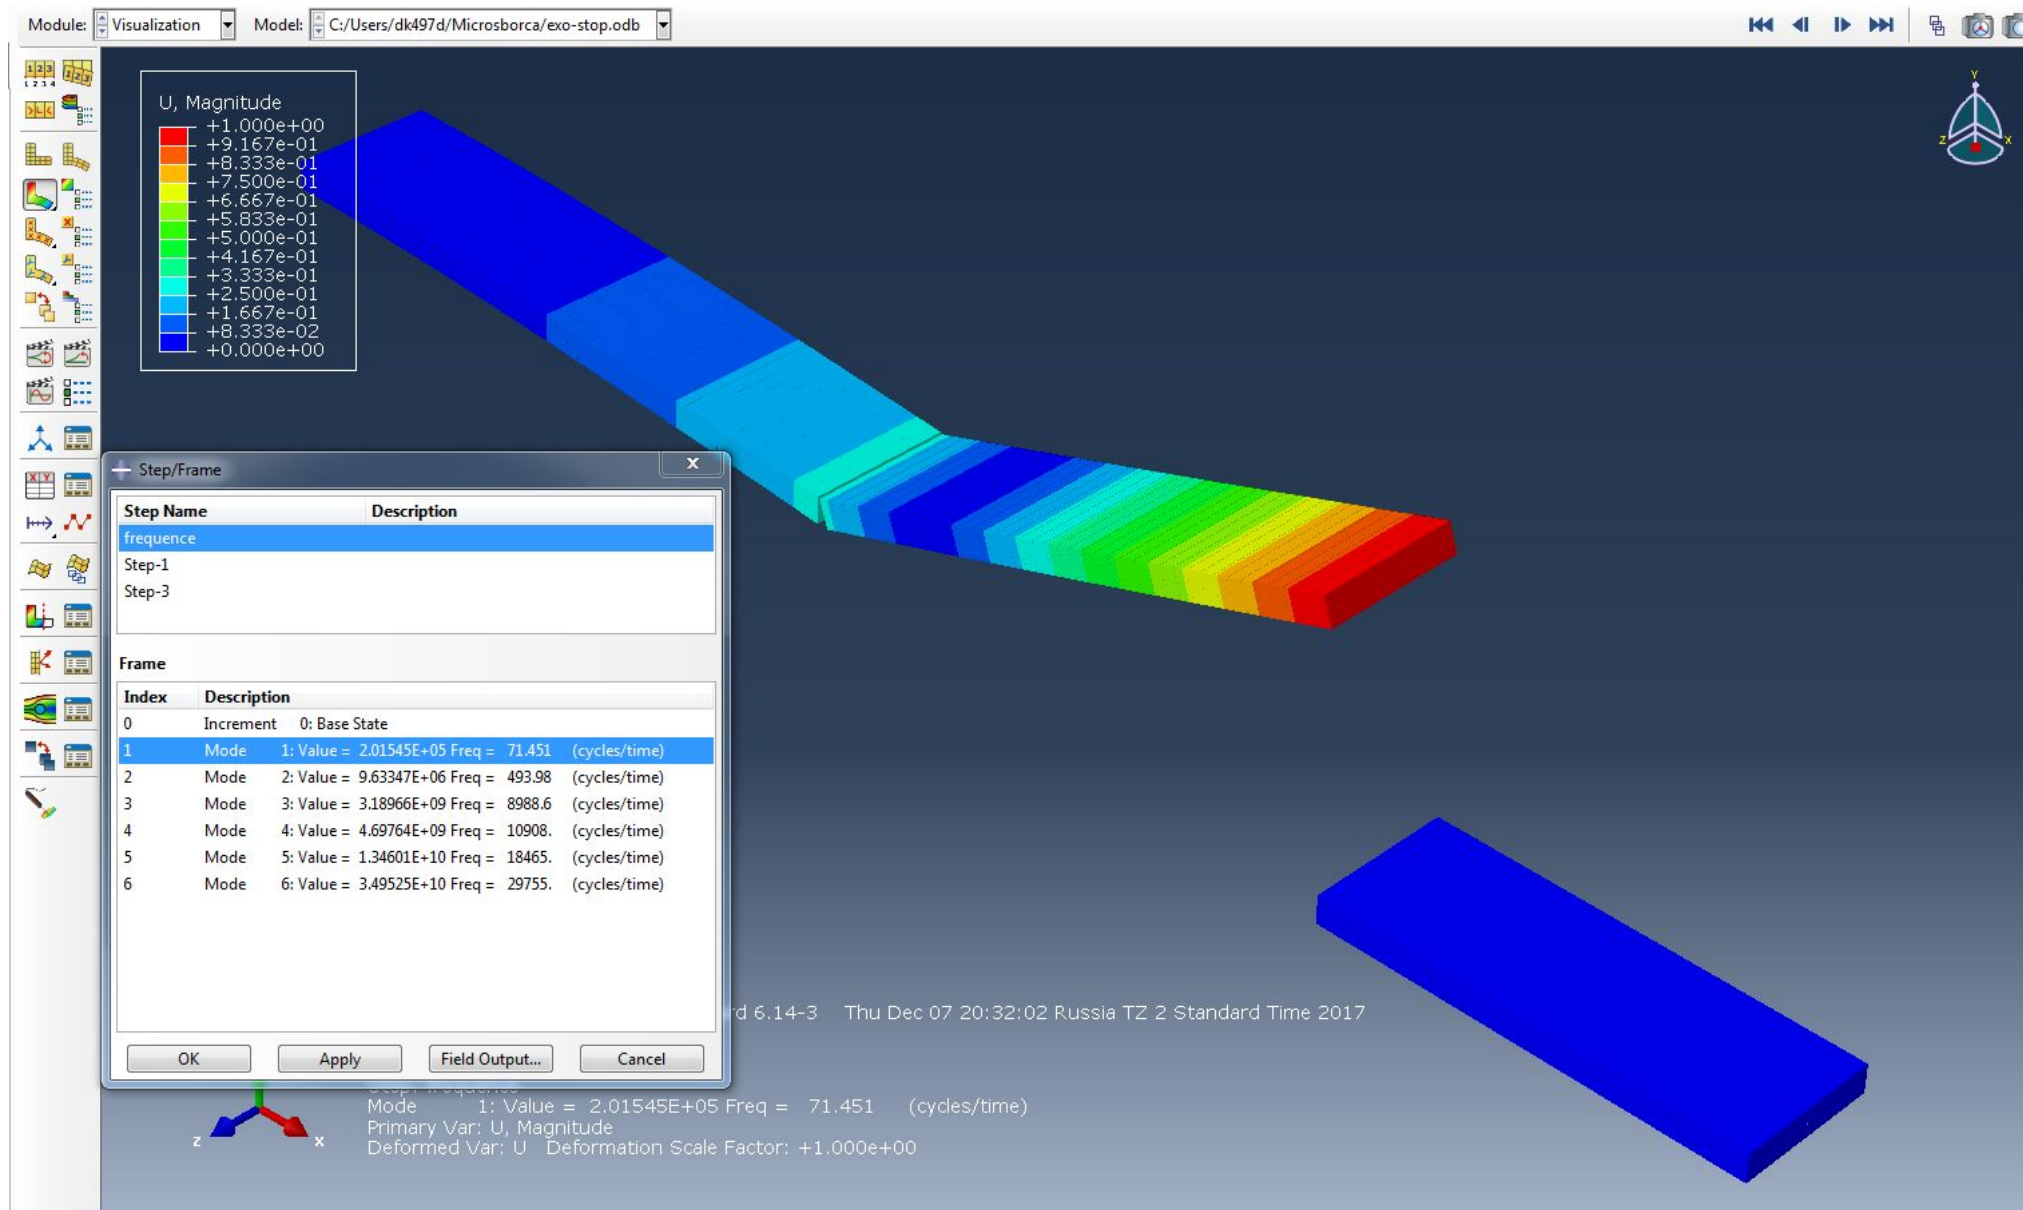 Module: Visualization Model: C:/Users/dk497d/Microsborca/exo-stop.odb
U, Magnitude
+1.000e+00
+9.167e-01
+8.333e-01
+7.500e-01
+6.667e-01
+5.833e-01
+5.000e-01
+4.167e-01
+3.333e-01
+2.500e-01
+1.667e-01
+8.333e-02
+0.000e+00
Y
Z X
Step/Frame
Step Name Description
frequence
Step-1
Step-3
Frame
Index Description
0 Increment 0: Base State
1 Mode 1: Value = 2.01545E+05 Freq = 71.451 (cycles/time)
2 Mode 2: Value = 9.63347E+06 Freq = 493.98 (cycles/time)
3 Mode 3: Value = 3.18966E+09 Freq = 8988.6 (cycles/time)
4 Mode 4: Value = 4.69764E+09 Freq = 10908. (cycles/time)
5 Mode 5: Value = 1.34601E+10 Freq = 18465. (cycles/time)
6 Mode 6: Value = 3.49525E+10 Freq = 29755. (cycles/time)
OK Apply Field Output... Cancel
rd 6.14-3 Thu Dec 07 20:32:02 Russia TZ 2 Standard Time 2017
Mode 1: Value = 2.01545E+05 Freq = 71.451 (cycles/time)
Primary Var: U, Magnitude
Deformed Var: U Deformation Scale Factor: +1.000e+00
z x